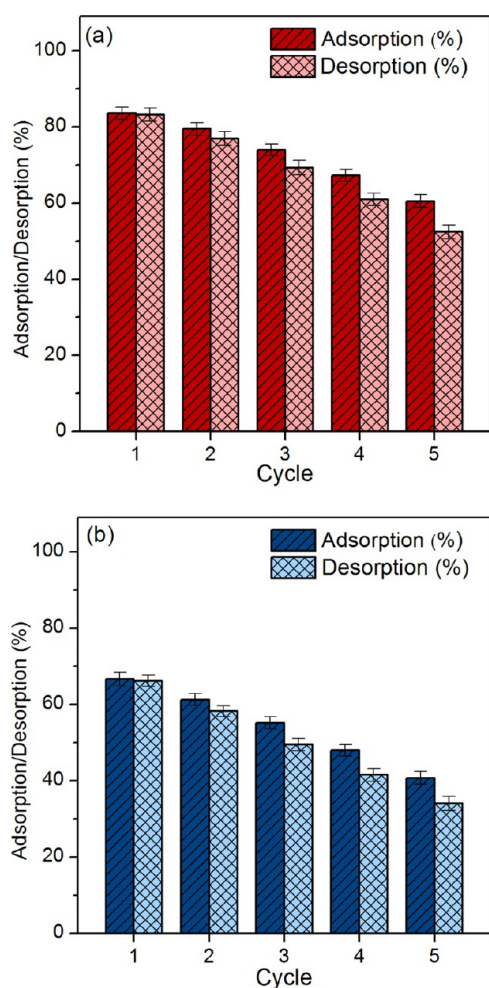 (a)
Adsorption (%)
Desorption (%)
Adsorption/Desorption (%)
100
80
60
40
20
0
1 2 3 4 5
Cycle
(b)
Adsorption (%)
Desorption (%)
Adsorption/Desorption (%)
100
80
60
40
20
0
1 2 3 4 5
Cycle